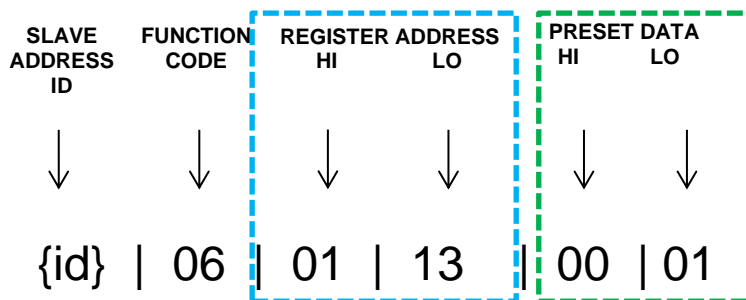 SLAVE ADDRESS ID
FUNCTION CODE
REGISTER ADDRESS
HI LO
PRESET DATA
HI LO
{id} | 06 | 01 | 13 | 00 | 01